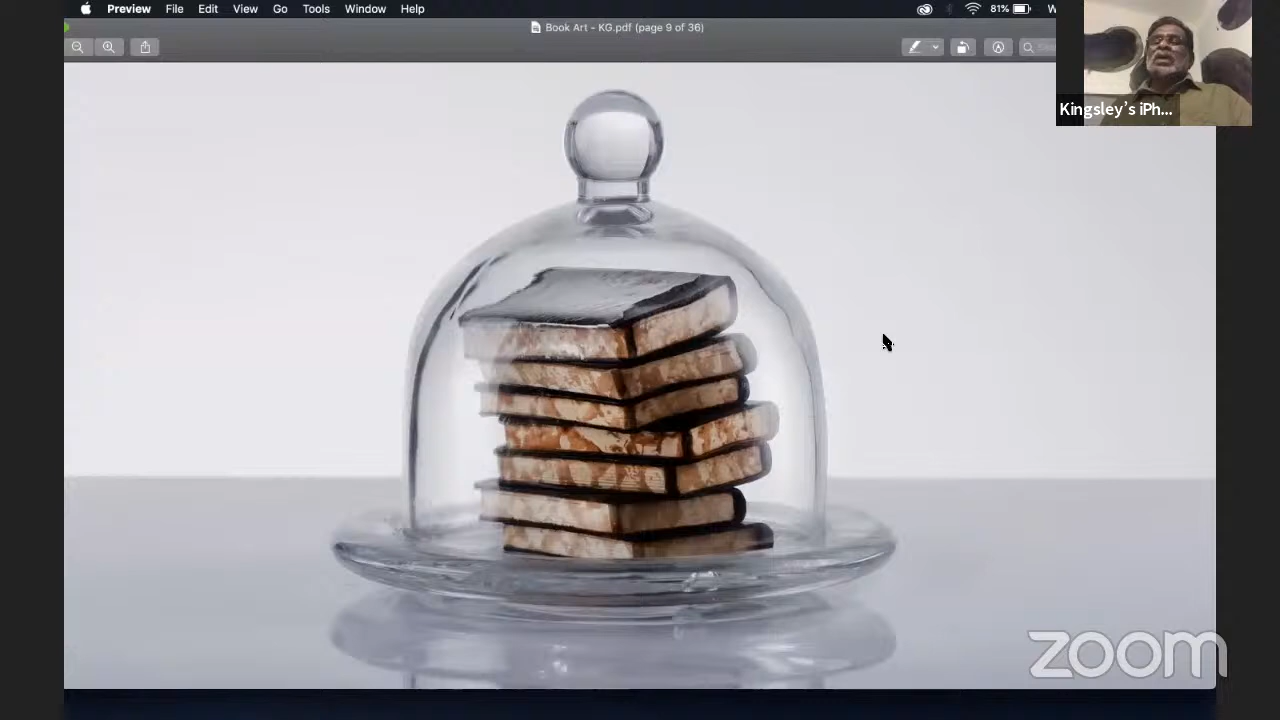 Preview File Edit View Go Tools Window Help 81%
Book Art - KG.pdf (page 9 of 36)
Kingsley’s iPh...
zoom